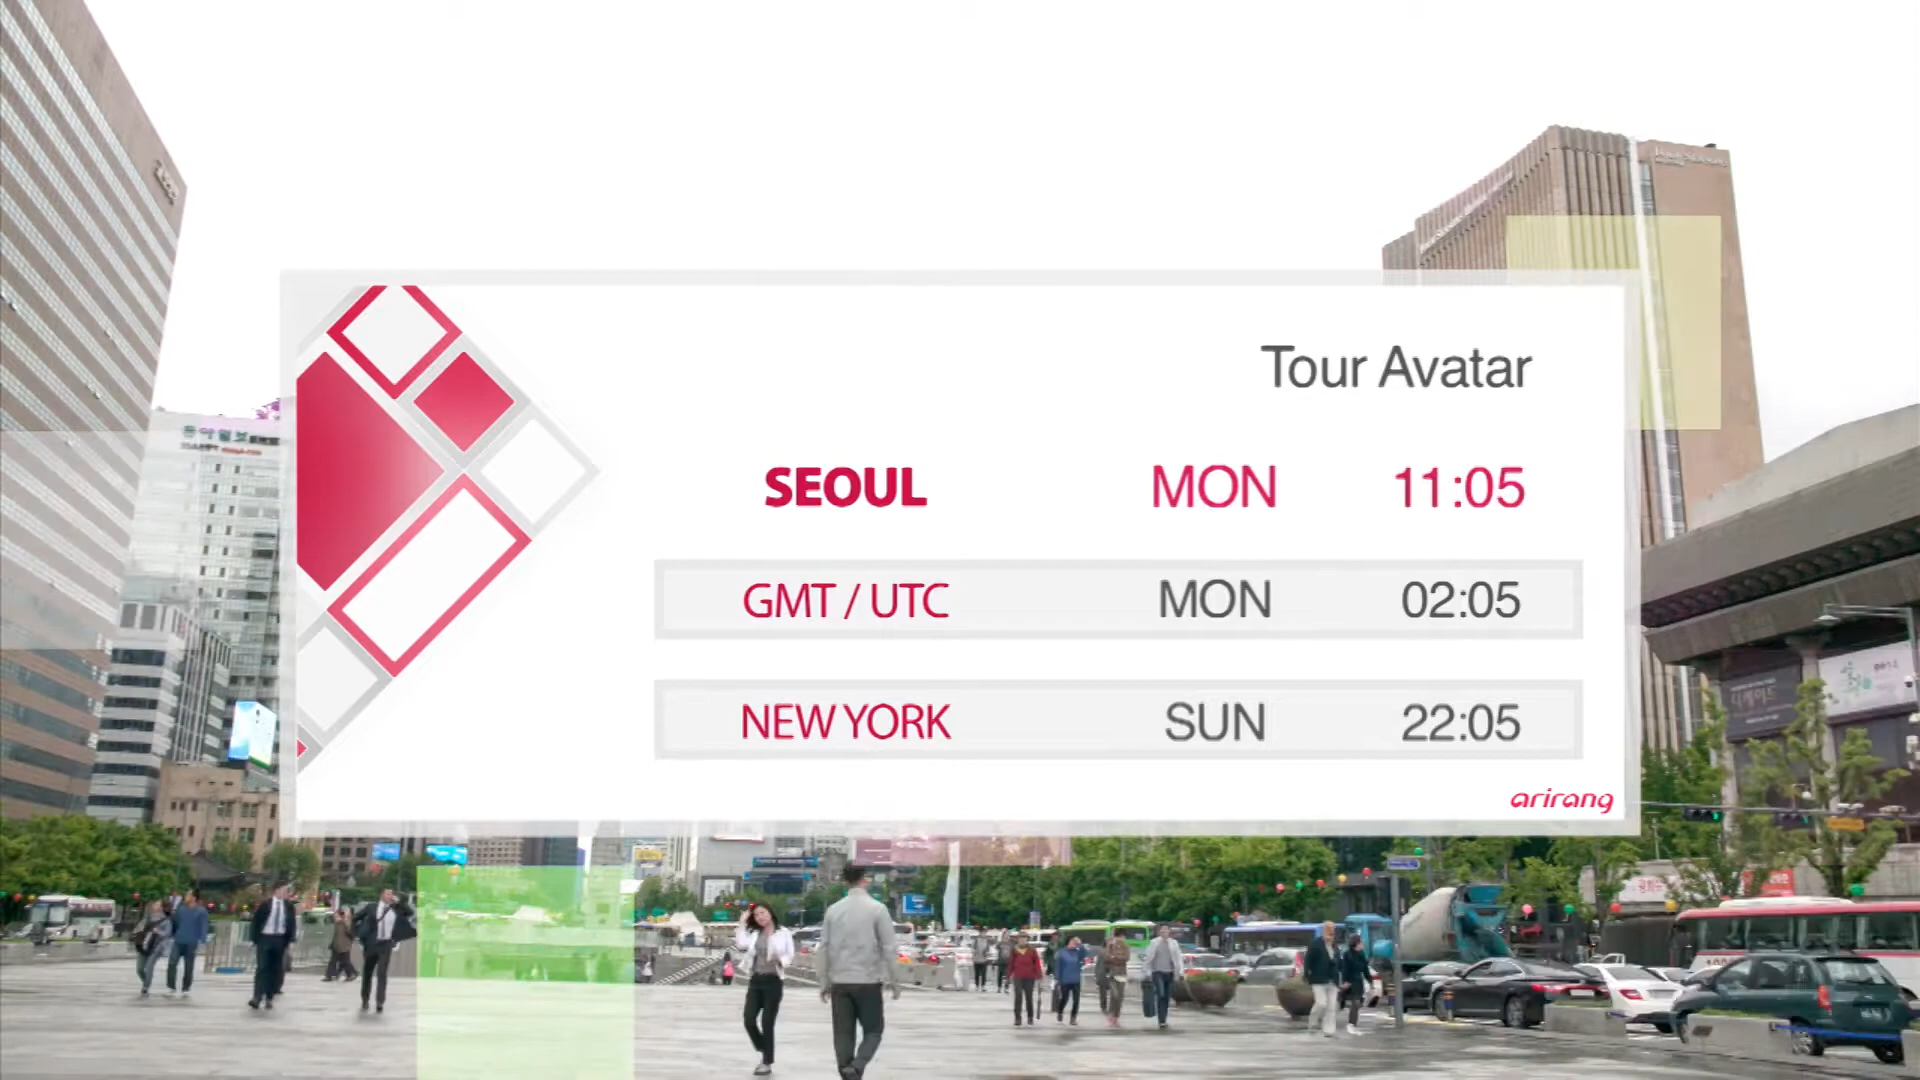 Tour Avatar
SEOUL MON 11:05
GMT / UTC MON 02:05
NEW YORK SUN 22:05
arirang